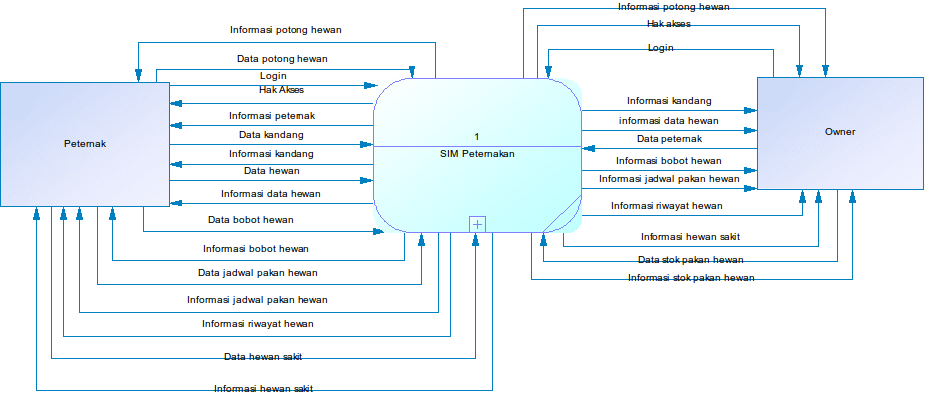 Informasi potong hewan
Hak akses
Login
Informasi potong hewan
Data potong hewan
Login
Hak Akses
Informasi peternak
Data kandang
Informasi kandang
Data hewan
Informasi data hewan
Data bobot hewan
Informasi bobot hewan
Data jadwal pakan hewan
Informasi jadwal pakan hewan
Informasi riwayat hewan
Data hewan sakit
Informasi hewan sakit
Peternak
1
SIM Peternakan
Owner
Informasi kandang
informasi data hewan
Data peternak
Informasi bobot hewan
Informasi jadwal pakan hewan
Informasi riwayat hewan
Informasi hewan sakit
Data stok pakan hewan
Informasi stok pakan hewan